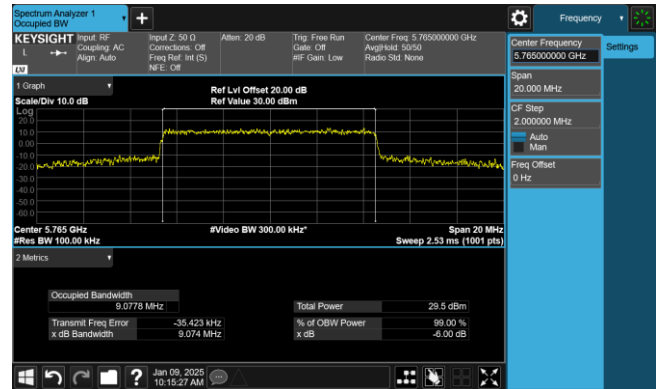 Spectrum Analyzer 1
Occupied BW
Frequency
KEYSIGHT Input: RF Input Z: 50 Ω Atten: 20 dB Trig: Free Run Center Freq: 5.765000000 GHz
L Coupling: AC Corrections: Off Gate: Off Avg|Hold: 50/50
Align: Auto Freq Ref: Int (S) #IF Gain: Low Radio Std: None
NFE: Off
LXI
Center Frequency
5.765000000 GHz
Settings
Span
20.000 MHz
CF Step
2.000000 MHz
Auto
Man
Freq Offset
0 Hz
1 Graph
Ref Lvl Offset 20.00 dB
Scale/Div 10.0 dB Ref Value 30.00 dBm
Log
20.0
10.0
0.00
-10.0
-20.0
-30.0
-40.0
-50.0
-60.0
Center 5.765 GHz #Video BW 300.00 kHz* Span 20 MHz
#Res BW 100.00 kHz Sweep 2.53 ms (1001 pts)
2 Metrics
Occupied Bandwidth
9.0778 MHz Total Power 29.5 dBm
Transmit Freq Error -35.423 kHz % of OBW Power 99.00 %
x dB Bandwidth 9.074 MHz x dB -6.00 dB
Jan 09, 2025
10:15:27 AM